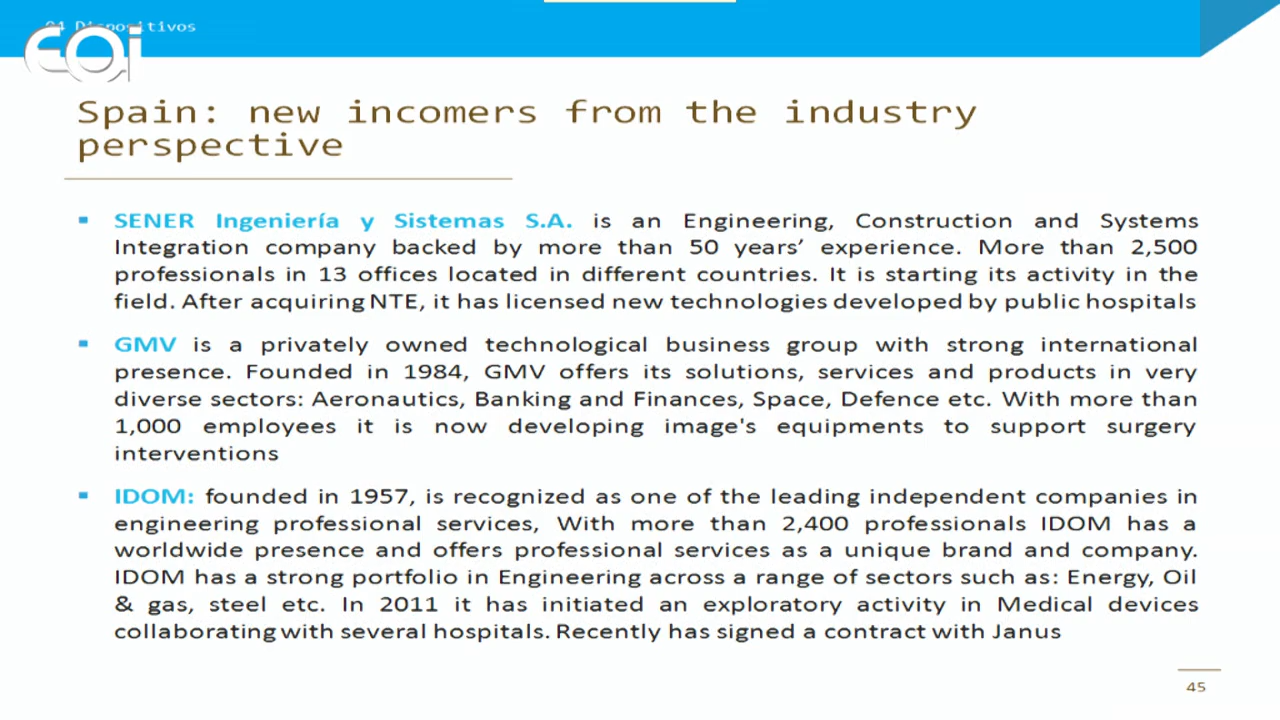 04 Dispositivos
EOi
Spain: new incomers from the industry
perspective
SENER Ingeniería y Sistemas S.A. is an Engineering, Construction and Systems
Integration company backed by more than 50 years’ experience. More than 2,500
professionals in 13 offices located in different countries. It is starting its activity in the
field. After acquiring NTE, it has licensed new technologies developed by public hospitals
GMV is a privately owned technological business group with strong international
presence. Founded in 1984, GMV offers its solutions, services and products in very
diverse sectors: Aeronautics, Banking and Finances, Space, Defence etc. With more than
1,000 employees it is now developing image's equipments to support surgery
interventions
IDOM: founded in 1957, is recognized as one of the leading independent companies in
engineering professional services, With more than 2,400 professionals IDOM has a
worldwide presence and offers professional services as a unique brand and company.
IDOM has a strong portfolio in Engineering across a range of sectors such as: Energy, Oil
& gas, steel etc. In 2011 it has initiated an exploratory activity in Medical devices
collaborating with several hospitals. Recently has signed a contract with Janus
45